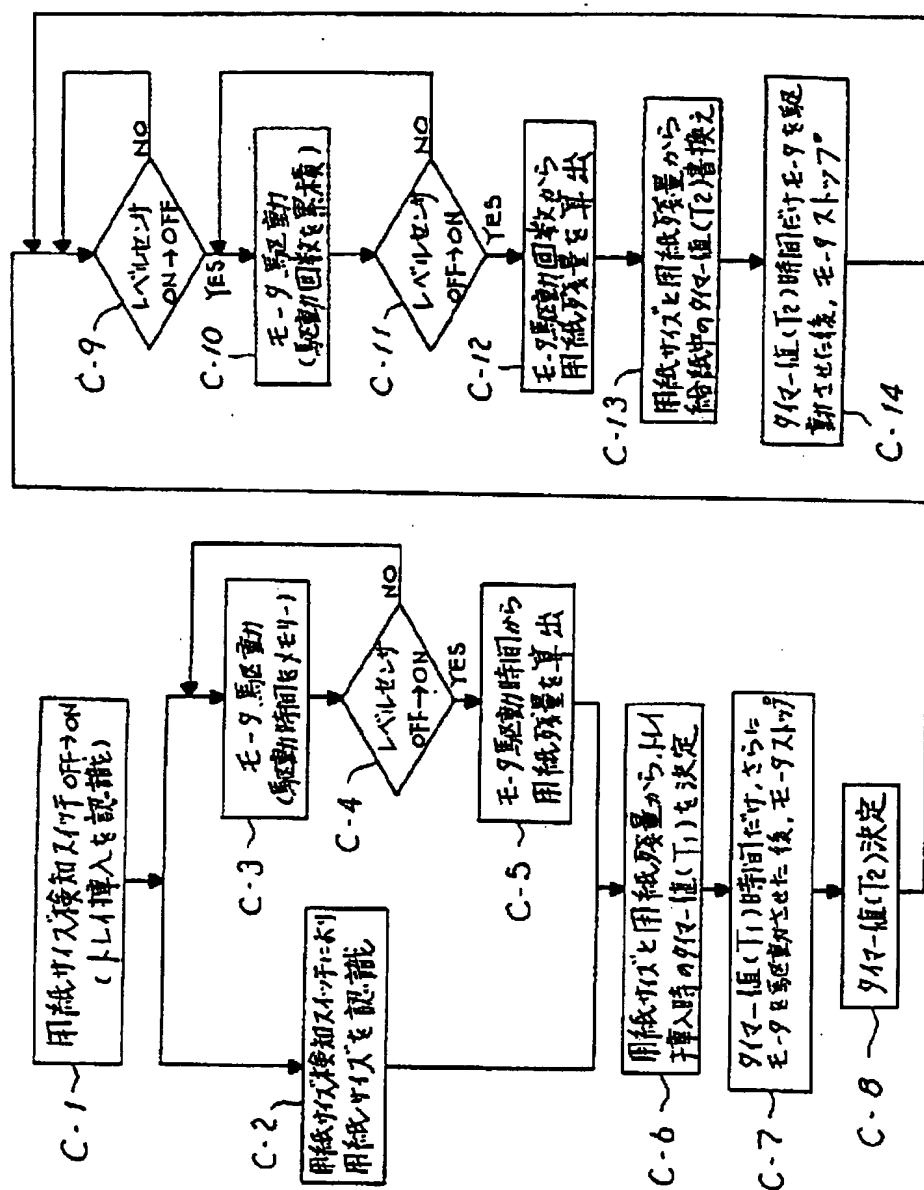 C-1
用紙サイズ検知スイッチOFF→ON
(トレイ挿入を認識)
C-2
用紙サイズ検知スイッチにより
用紙サイズを認識
C-3
モータ駆動
(駆動時間をメモリー)
C-4
レベルセンサ
OFF→ON
NO
YES
C-5
モータ駆動時間から
用紙残量を算出
C-6
用紙サイズと用紙残量から、トレイ
挿入時のタイマー値(T1)を決定
C-7
タイマー値(T1)時間だけ、さらに
モータを駆動させた後、モータストップ
C-8
タイマー値(T2)決定
C-9
レベルセンサ
ON→OFF
NO
YES
C-10
モータ駆動
(駆動回数を累積)
C-11
レベルセンサ
OFF→ON
NO
YES
C-12
モータ駆動回数から
用紙残量を算出
C-13
用紙サイズと用紙残量から
給紙中のタイマー値(T2)書換え
C-14
タイマー値(T2)時間だけモータを駆
動させた後、モータストップ